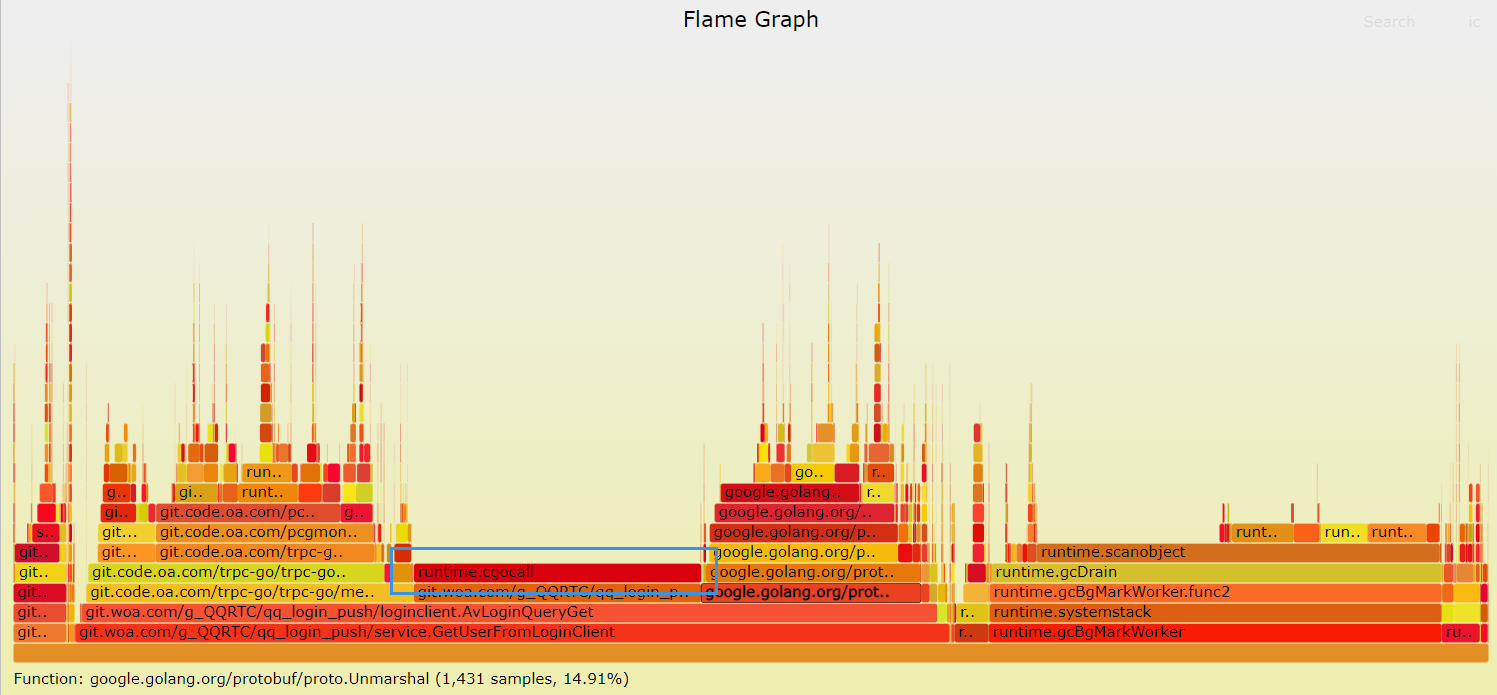 Flame Graph
Search ic
run.. go.. r..
g.. gi.. runt.. google.golang.. r..
gi.. git.code.oa.com/pc.. g.. google.golang.org/..
s.. git... git.code.oa.com/pcgmon.. google.golang.org/p.. runt.. run.. runt..
git.. git... git.code.oa.com/trpc-g.. google.golang.org/p.. runtime.scanobject
git.. git.code.oa.com/trpc-go/trpc-go.. runtime.cgocall google.golang.org/prot.. runtime.gcDrain
git.. git.code.oa.com/trpc-go/trpc-go/me.. git.woa.com/g_QQRTC/qq_login_p.. google.golang.org/prot.. runtime.gcBgMarkWorker.func2
git.. git.woa.com/g_QQRTC/qq_login_push/loginclient.AvLoginQueryGet r.. runtime.systemstack
git.. git.woa.com/g_QQRTC/qq_login_push/service.GetUserFromLoginClient r.. runtime.gcBgMarkWorker ru..
Function: google.golang.org/protobuf/proto.Unmarshal (1,431 samples, 14.91%)